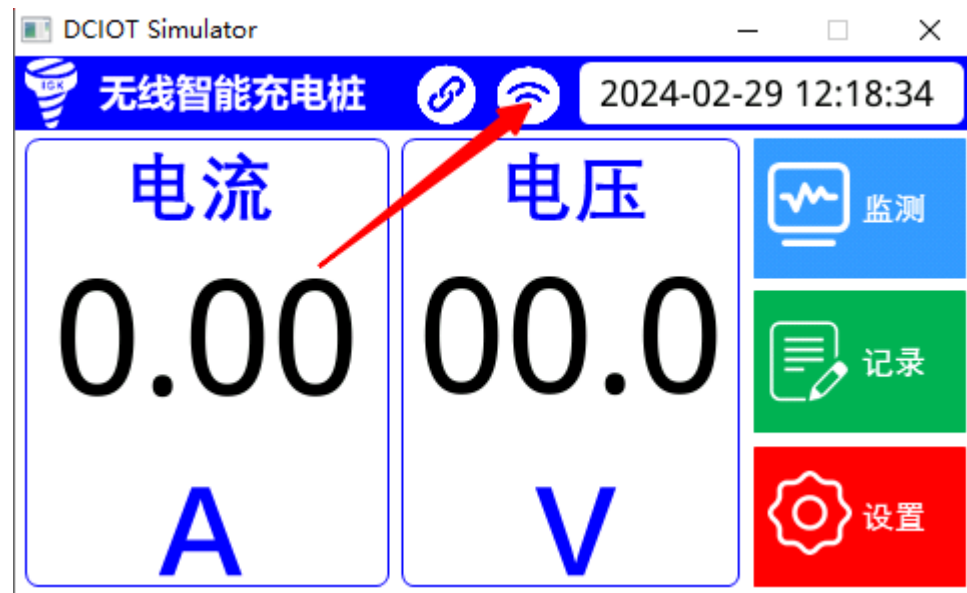 DCIOT Simulator
IGK
无线智能充电桩
2024-02-29 12:18:34
电流
0.00
A
电压
00.0
V
监测
记录
设置